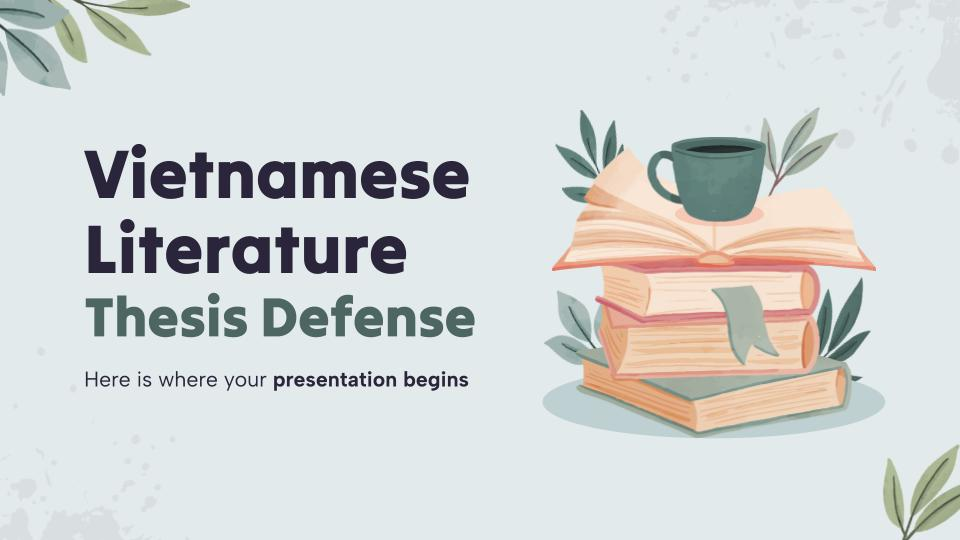 Vietnamese
Literature
Thesis Defense
Here is where your presentation begins